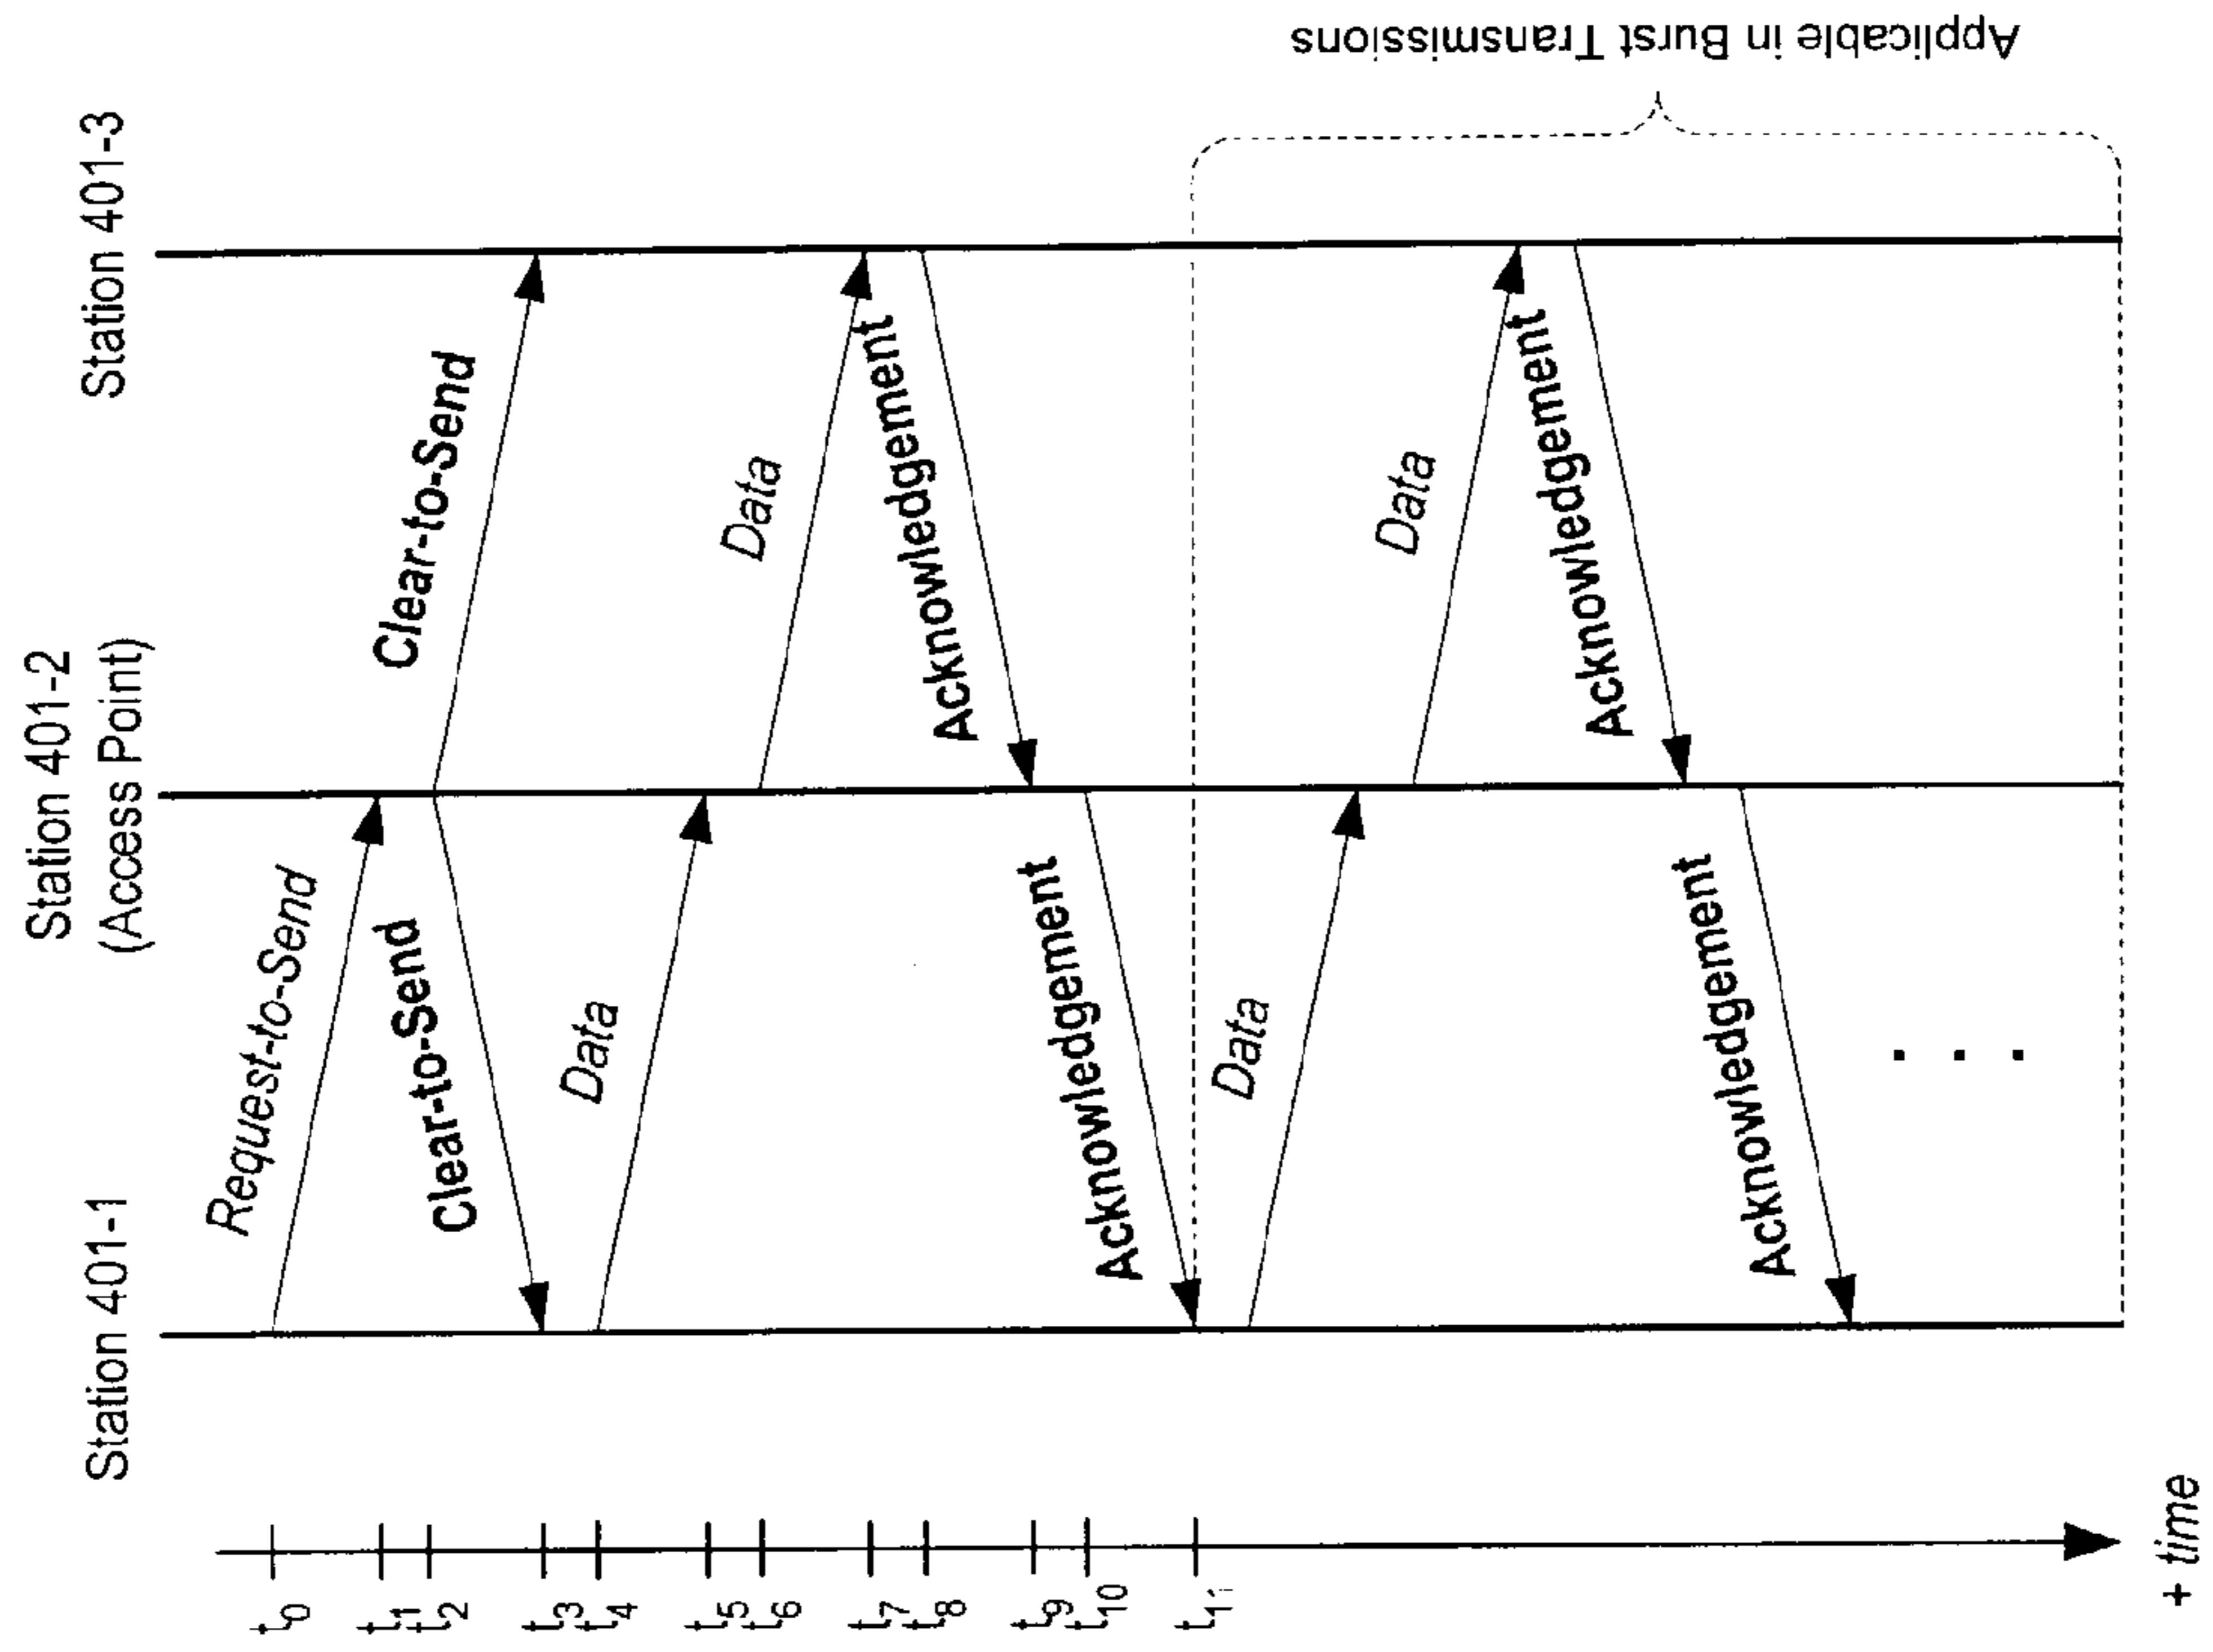 Station 401-1
Station 401-2
(Access Point)
Station 401-3
Request-to-Send
Clear-to-Send
Clear-to-Send
Data
Data
Acknowledgement
Acknowledgement
Data
Data
Acknowledgement
Acknowledgement
. . .
Applicable in Burst Transmissions
t0
t1
t2
t3
t4
t5
t6
t7
t8
t9
t10
t11
+ time